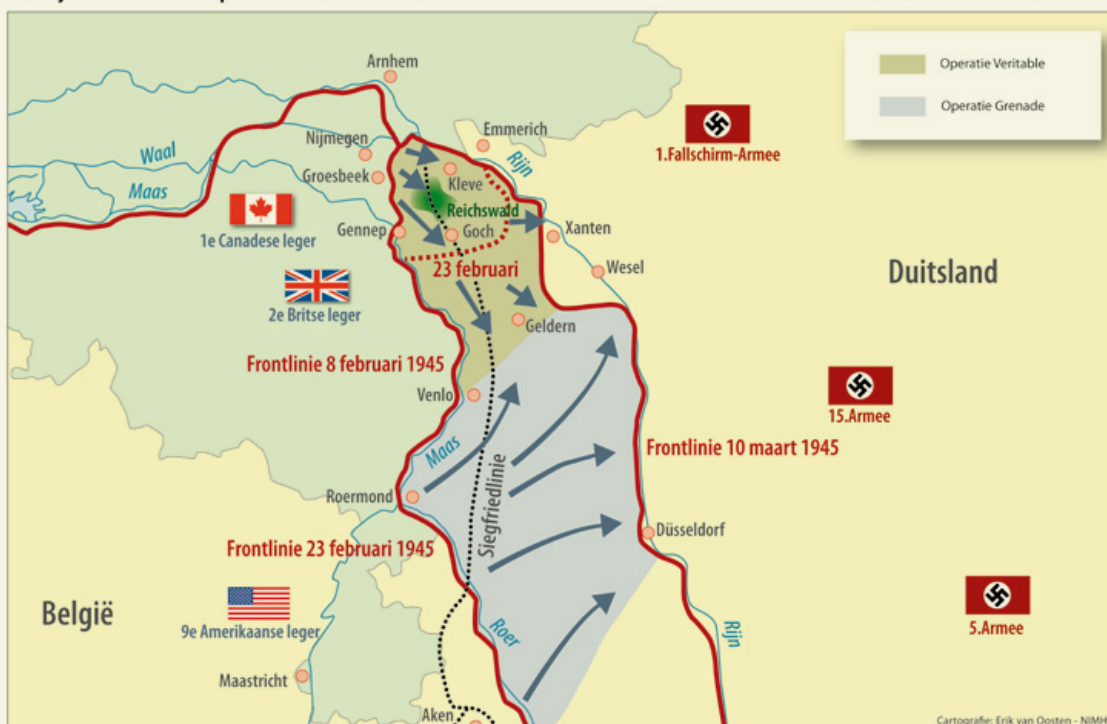 Operatie Veritable
Operatie Grenade
Arnhem
Nijmegen
Emmerich
Rijn
1.Fallschirm-Armee
Waal
Maas
Groesbeek
Kleve
Reichswald
1e Canadese leger
Gennep
Goch
Xanten
23 februari
Wesel
Duitsland
2e Britse leger
Geldern
Frontlinie 8 februari 1945
Venlo
15.Armee
Maas
Frontlinie 10 maart 1945
Siegfriedlinie
Roermond
Düsseldorf
Frontlinie 23 februari 1945
België
9e Amerikaanse leger
Roer
Rijn
5.Armee
Maastricht
Aken
Cartografie: Erik van Oosten - NIMH